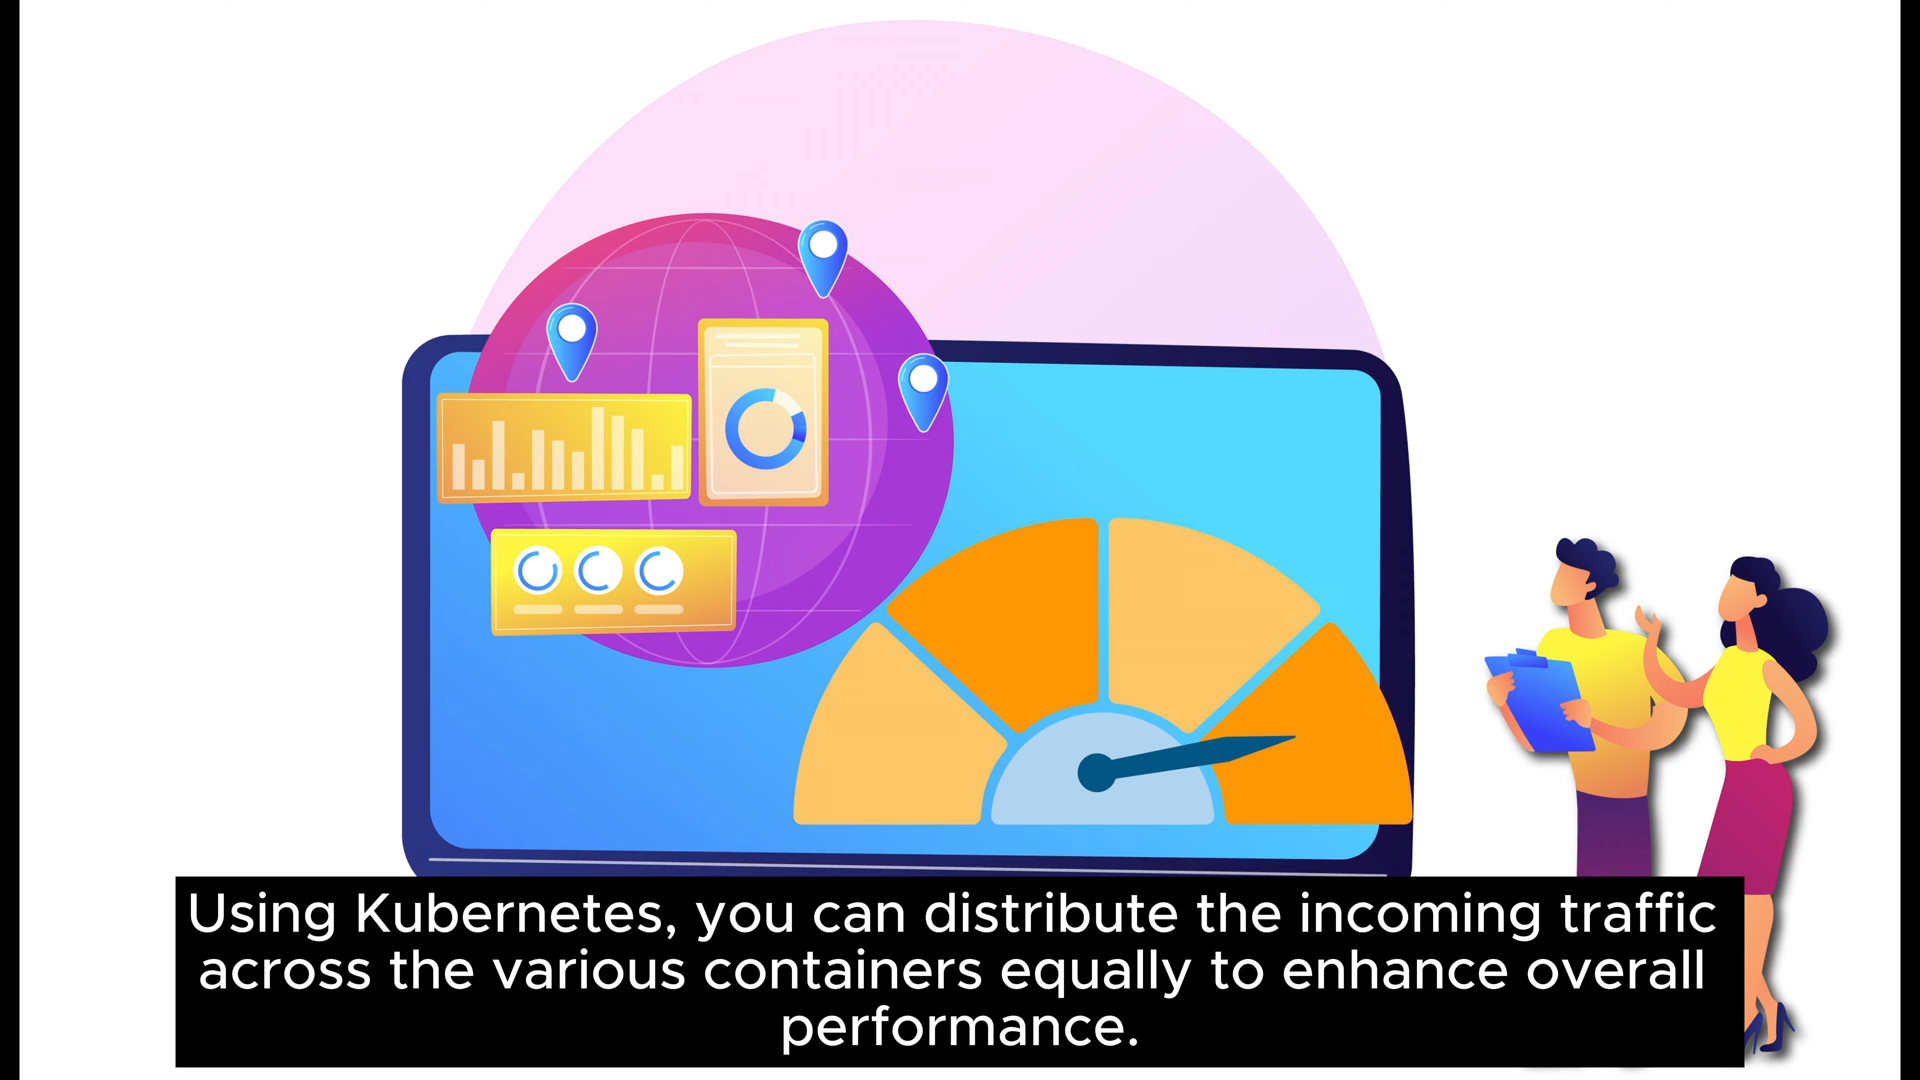 Using Kubernetes, you can distribute the incoming traffic
across the various containers equally to enhance overall
performance.